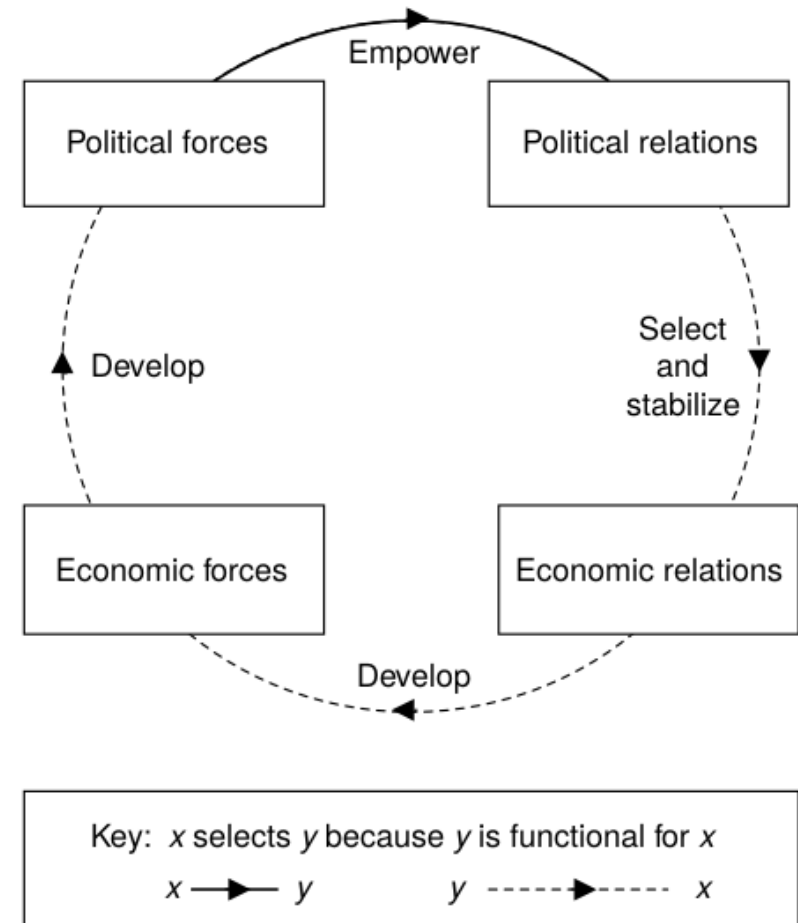 Empower
Political forces
Political relations
Develop
Select
and
stabilize
Economic forces
Economic relations
Develop
Key: x selects y because y is functional for x
x y y x